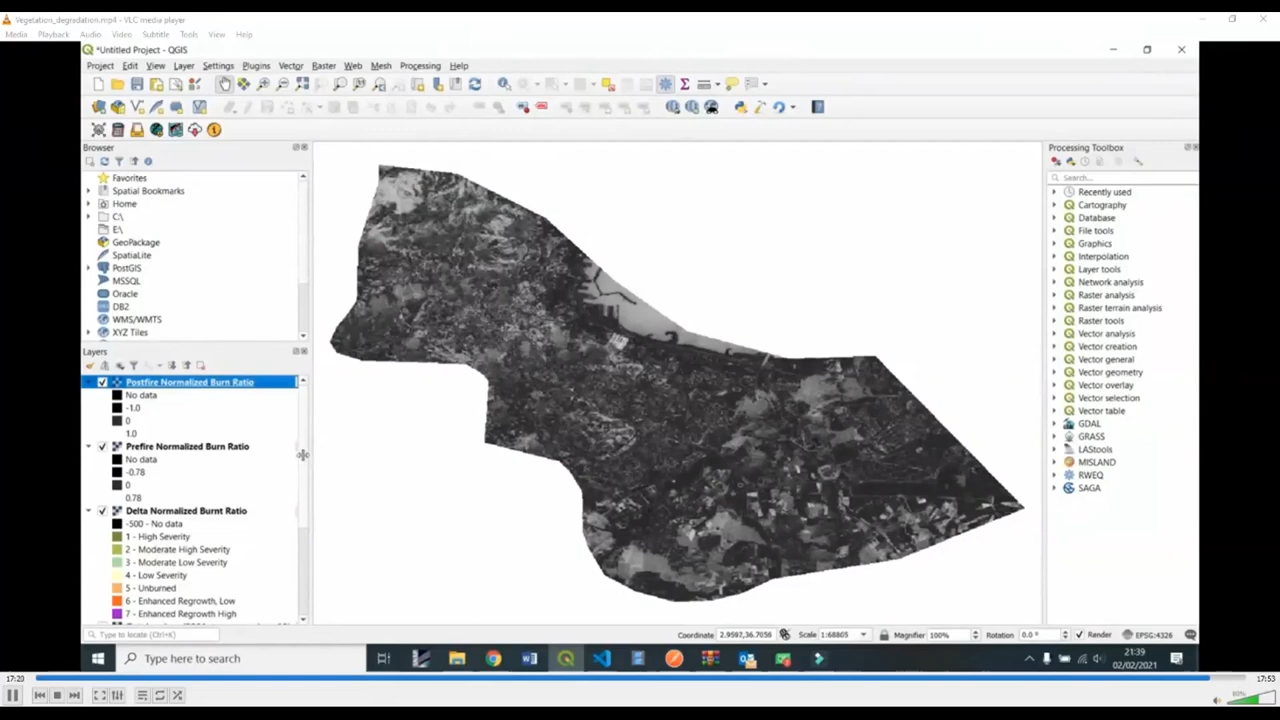 Vegetation_degradation.mp4 - VLC media player
Media Playback Audio Video Subtitle Tools View Help
*Untitled Project - QGIS
Project Edit View Layer Settings Plugins Vector Raster Web Mesh Processing Help
Browser
Favorites
Spatial Bookmarks
Home
C:\
E:\
GeoPackage
SpatiaLite
PostGIS
MSSQL
Oracle
DB2
WMS/WMTS
XYZ Tiles
Layers
Postfire Normalized Burn Ratio
No data
-1.0
0
1.0
Prefire Normalized Burn Ratio
No data
-0.78
0
0.78
Delta Normalized Burnt Ratio
-500 - No data
1 - High Severity
2 - Moderate High Severity
3 - Moderate Low Severity
4 - Low Severity
5 - Unburned
6 - Enhanced Regrowth, Low
7 - Enhanced Regrowth High
Processing Toolbox
Search...
Recently used
Cartography
Database
File tools
Graphics
Interpolation
Layer tools
Network analysis
Raster analysis
Raster terrain analysis
Raster tools
Vector analysis
Vector creation
Vector general
Vector geometry
Vector overlay
Vector selection
Vector table
GDAL
GRASS
LAStools
MISLAND
RWEQ
SAGA
Type to locate (Ctrl+K)
Coordinate 2.9597,36.7056 Scale 1:68805 Magnifier 100% Rotation 0.0 ° Render EPSG:4326
Type here to search
21:39
02/02/2021
17:20
17:53
80%